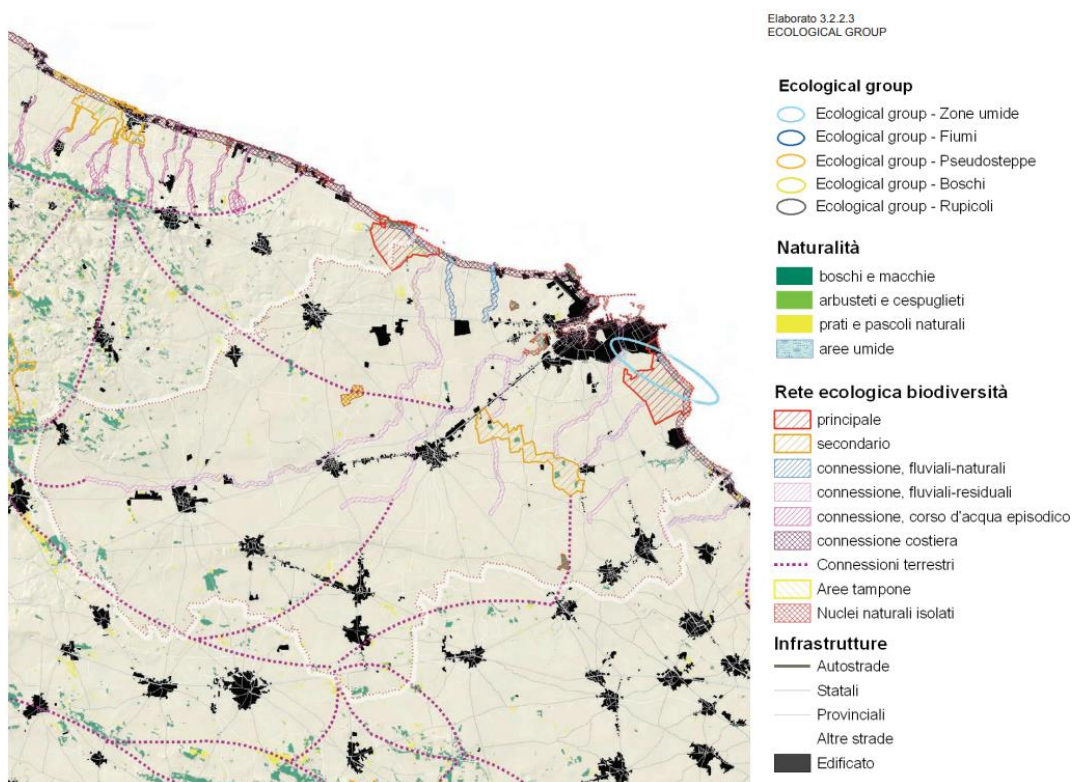 Elaborato 3.2.2.3
ECOLOGICAL GROUP
Ecological group
Ecological group - Zone umide
Ecological group - Fiumi
Ecological group - Pseudosteppe
Ecological group - Boschi
Ecological group - Rupicoli
Naturalità
boschi e macchie
arbusteti e cespuglieti
prati e pascoli naturali
aree umide
Rete ecologica biodiversità
principale
secondario
connessione, fluviali-naturali
connessione, fluviali-residuali
connessione, corso d'acqua episodico
connessione costiera
Connessioni terrestri
Aree tampone
Nuclei naturali isolati
Infrastrutture
Autostrade
Statali
Provinciali
Altre strade
Edificato